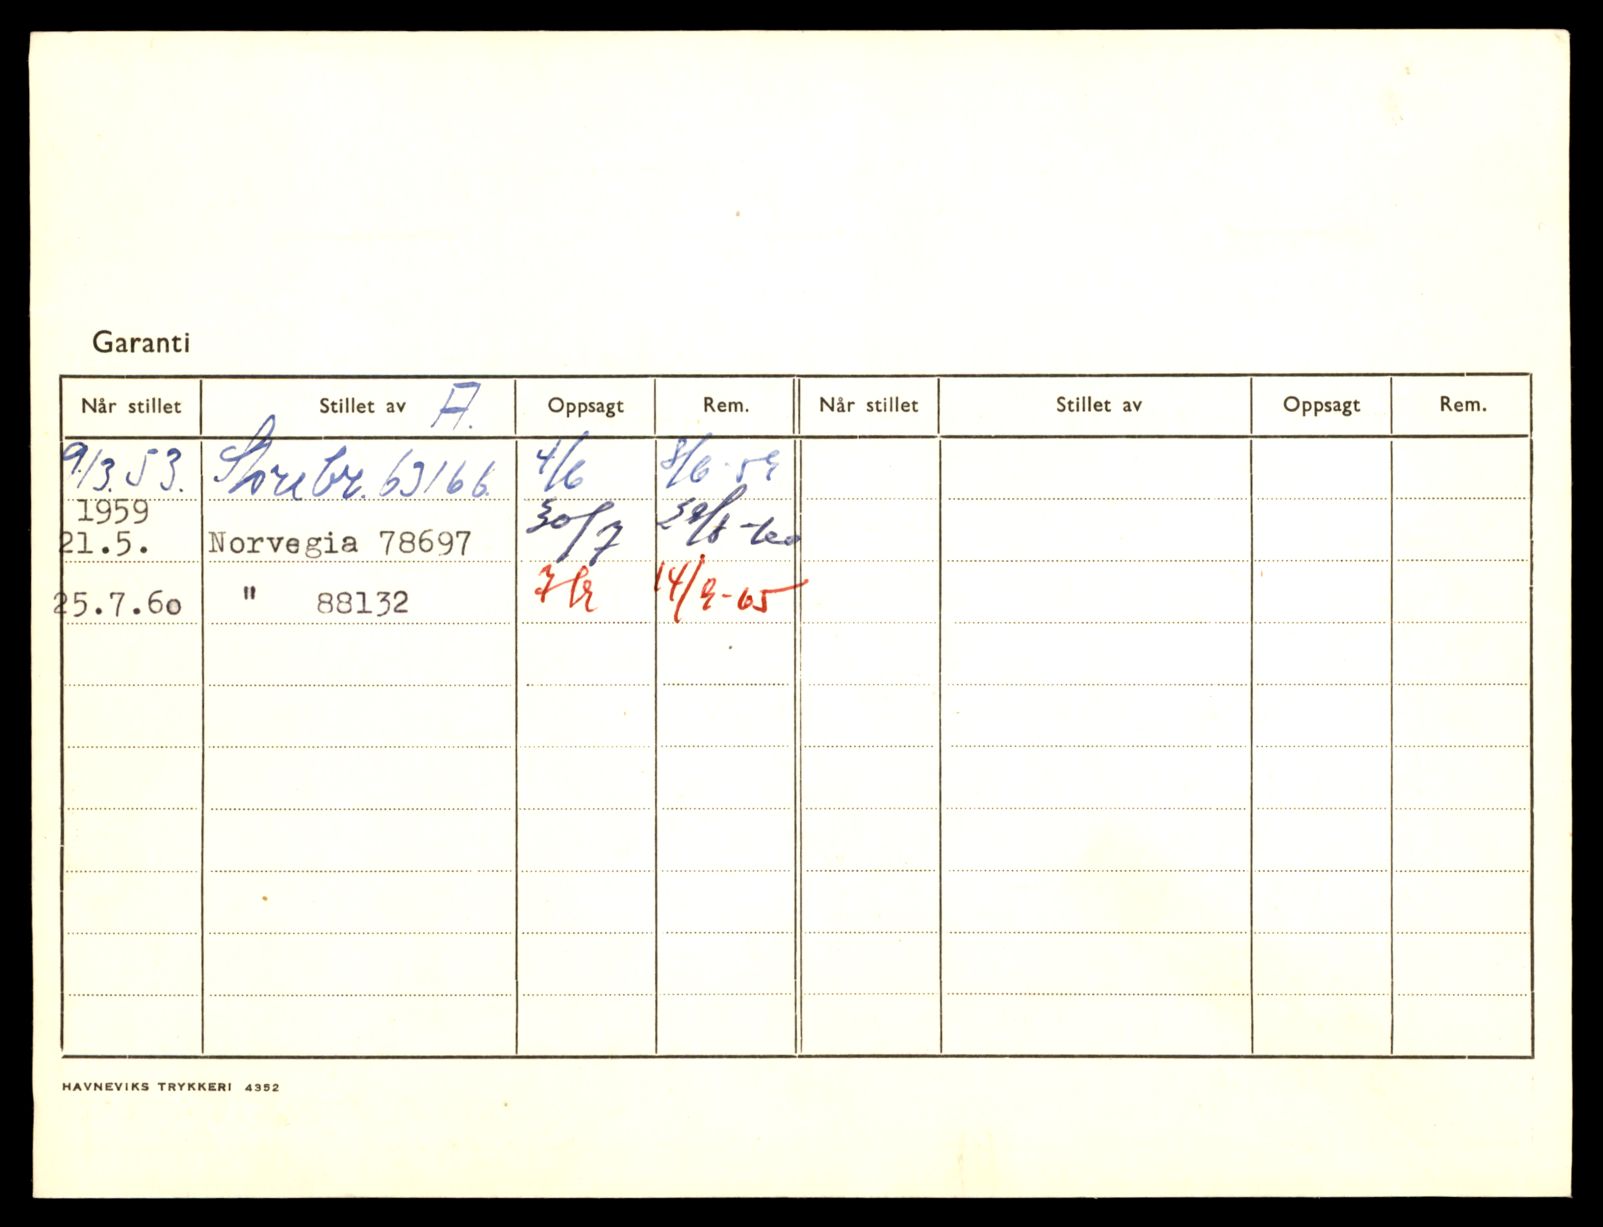 Garanti
Når stillet Stillet av A. Oppsagt Rem. Når stillet Stillet av Oppsagt Rem.
9/3.53. Storebr. 63166. 4/6 8/6-59
1959
21.5. Norvegia 78697 30/7 -60
25.7.60 " 88132 7/9 14/9-65
HAVNEVIKS TRYKKERI 4352